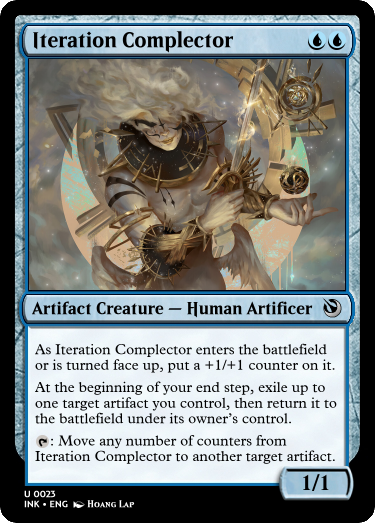 Iteration Complector
Artifact Creature — Human Artificer
As Iteration Complector enters the battlefield
or is turned face up, put a +1/+1 counter on it.
At the beginning of your end step, exile up to
one target artifact you control, then return it to
the battlefield under its owner's control.
: Move any number of counters from
Iteration Complector to another target artifact.
1/1
U 0023
INK • ENG Hoang Lap